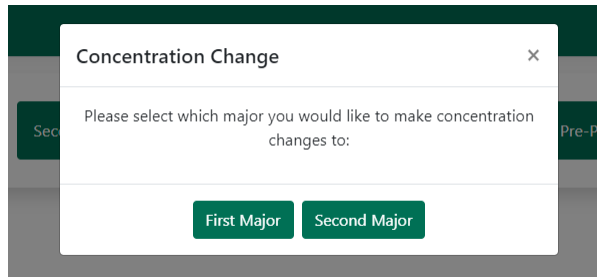 Concentration Change ×
Please select which major you would like to make concentration
changes to:
First Major Second Major